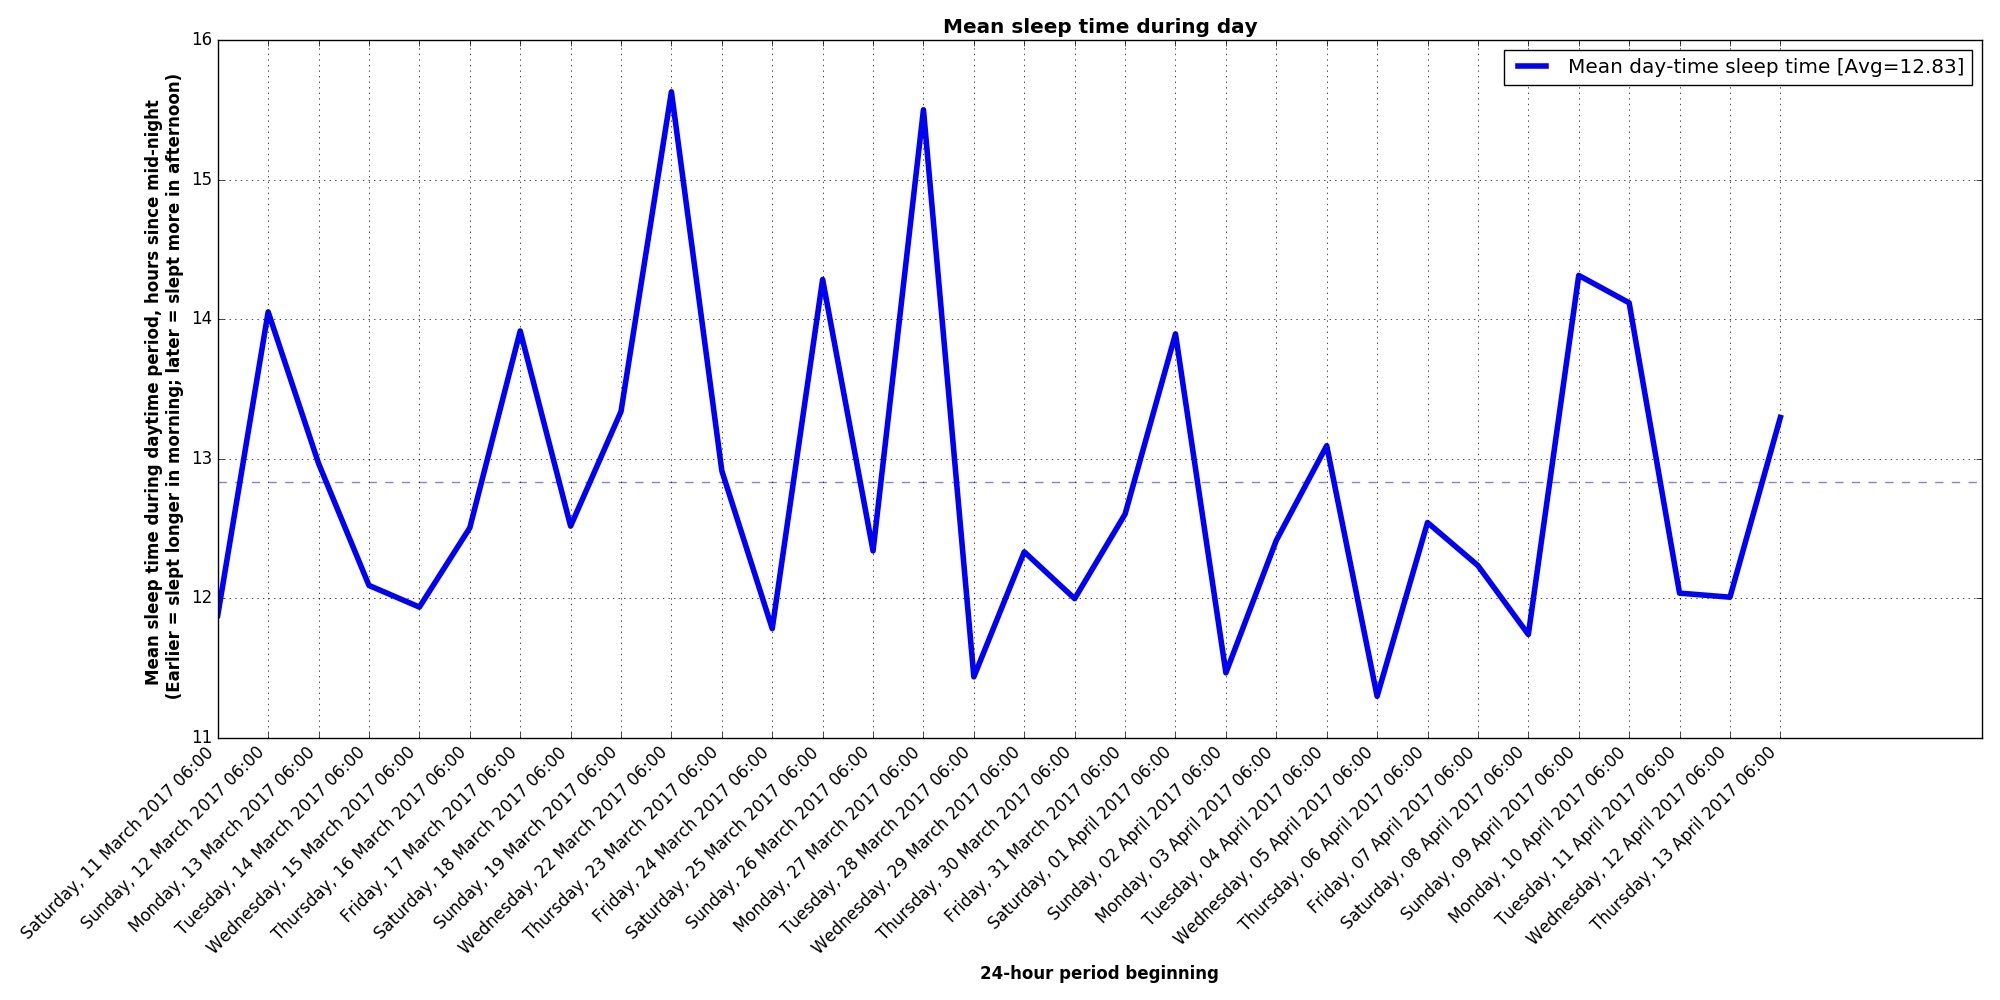 Mean sleep time during day
Mean day-time sleep time [Avg=12.83]
Mean sleep time during daytime period, hours since mid-night
(Earlier = slept longer in morning; later = slept more in afternoon)
16
15
14
13
12
11
Saturday, 11 March 2017 06:00
Sunday, 12 March 2017 06:00
Monday, 13 March 2017 06:00
Tuesday, 14 March 2017 06:00
Wednesday, 15 March 2017 06:00
Thursday, 16 March 2017 06:00
Friday, 17 March 2017 06:00
Saturday, 18 March 2017 06:00
Sunday, 19 March 2017 06:00
Wednesday, 22 March 2017 06:00
Thursday, 23 March 2017 06:00
Friday, 24 March 2017 06:00
Saturday, 25 March 2017 06:00
Sunday, 26 March 2017 06:00
Monday, 27 March 2017 06:00
Tuesday, 28 March 2017 06:00
Wednesday, 29 March 2017 06:00
Thursday, 30 March 2017 06:00
Friday, 31 March 2017 06:00
Saturday, 01 April 2017 06:00
Sunday, 02 April 2017 06:00
Monday, 03 April 2017 06:00
Tuesday, 04 April 2017 06:00
Wednesday, 05 April 2017 06:00
Thursday, 06 April 2017 06:00
Friday, 07 April 2017 06:00
Saturday, 08 April 2017 06:00
Sunday, 09 April 2017 06:00
Monday, 10 April 2017 06:00
Tuesday, 11 April 2017 06:00
Wednesday, 12 April 2017 06:00
Thursday, 13 April 2017 06:00
24-hour period beginning